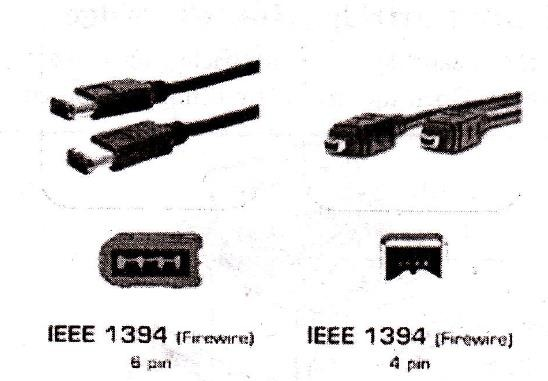 IEEE 1394 (Firewire)
6 pin
IEEE 1394 (Firewire)
4 pin